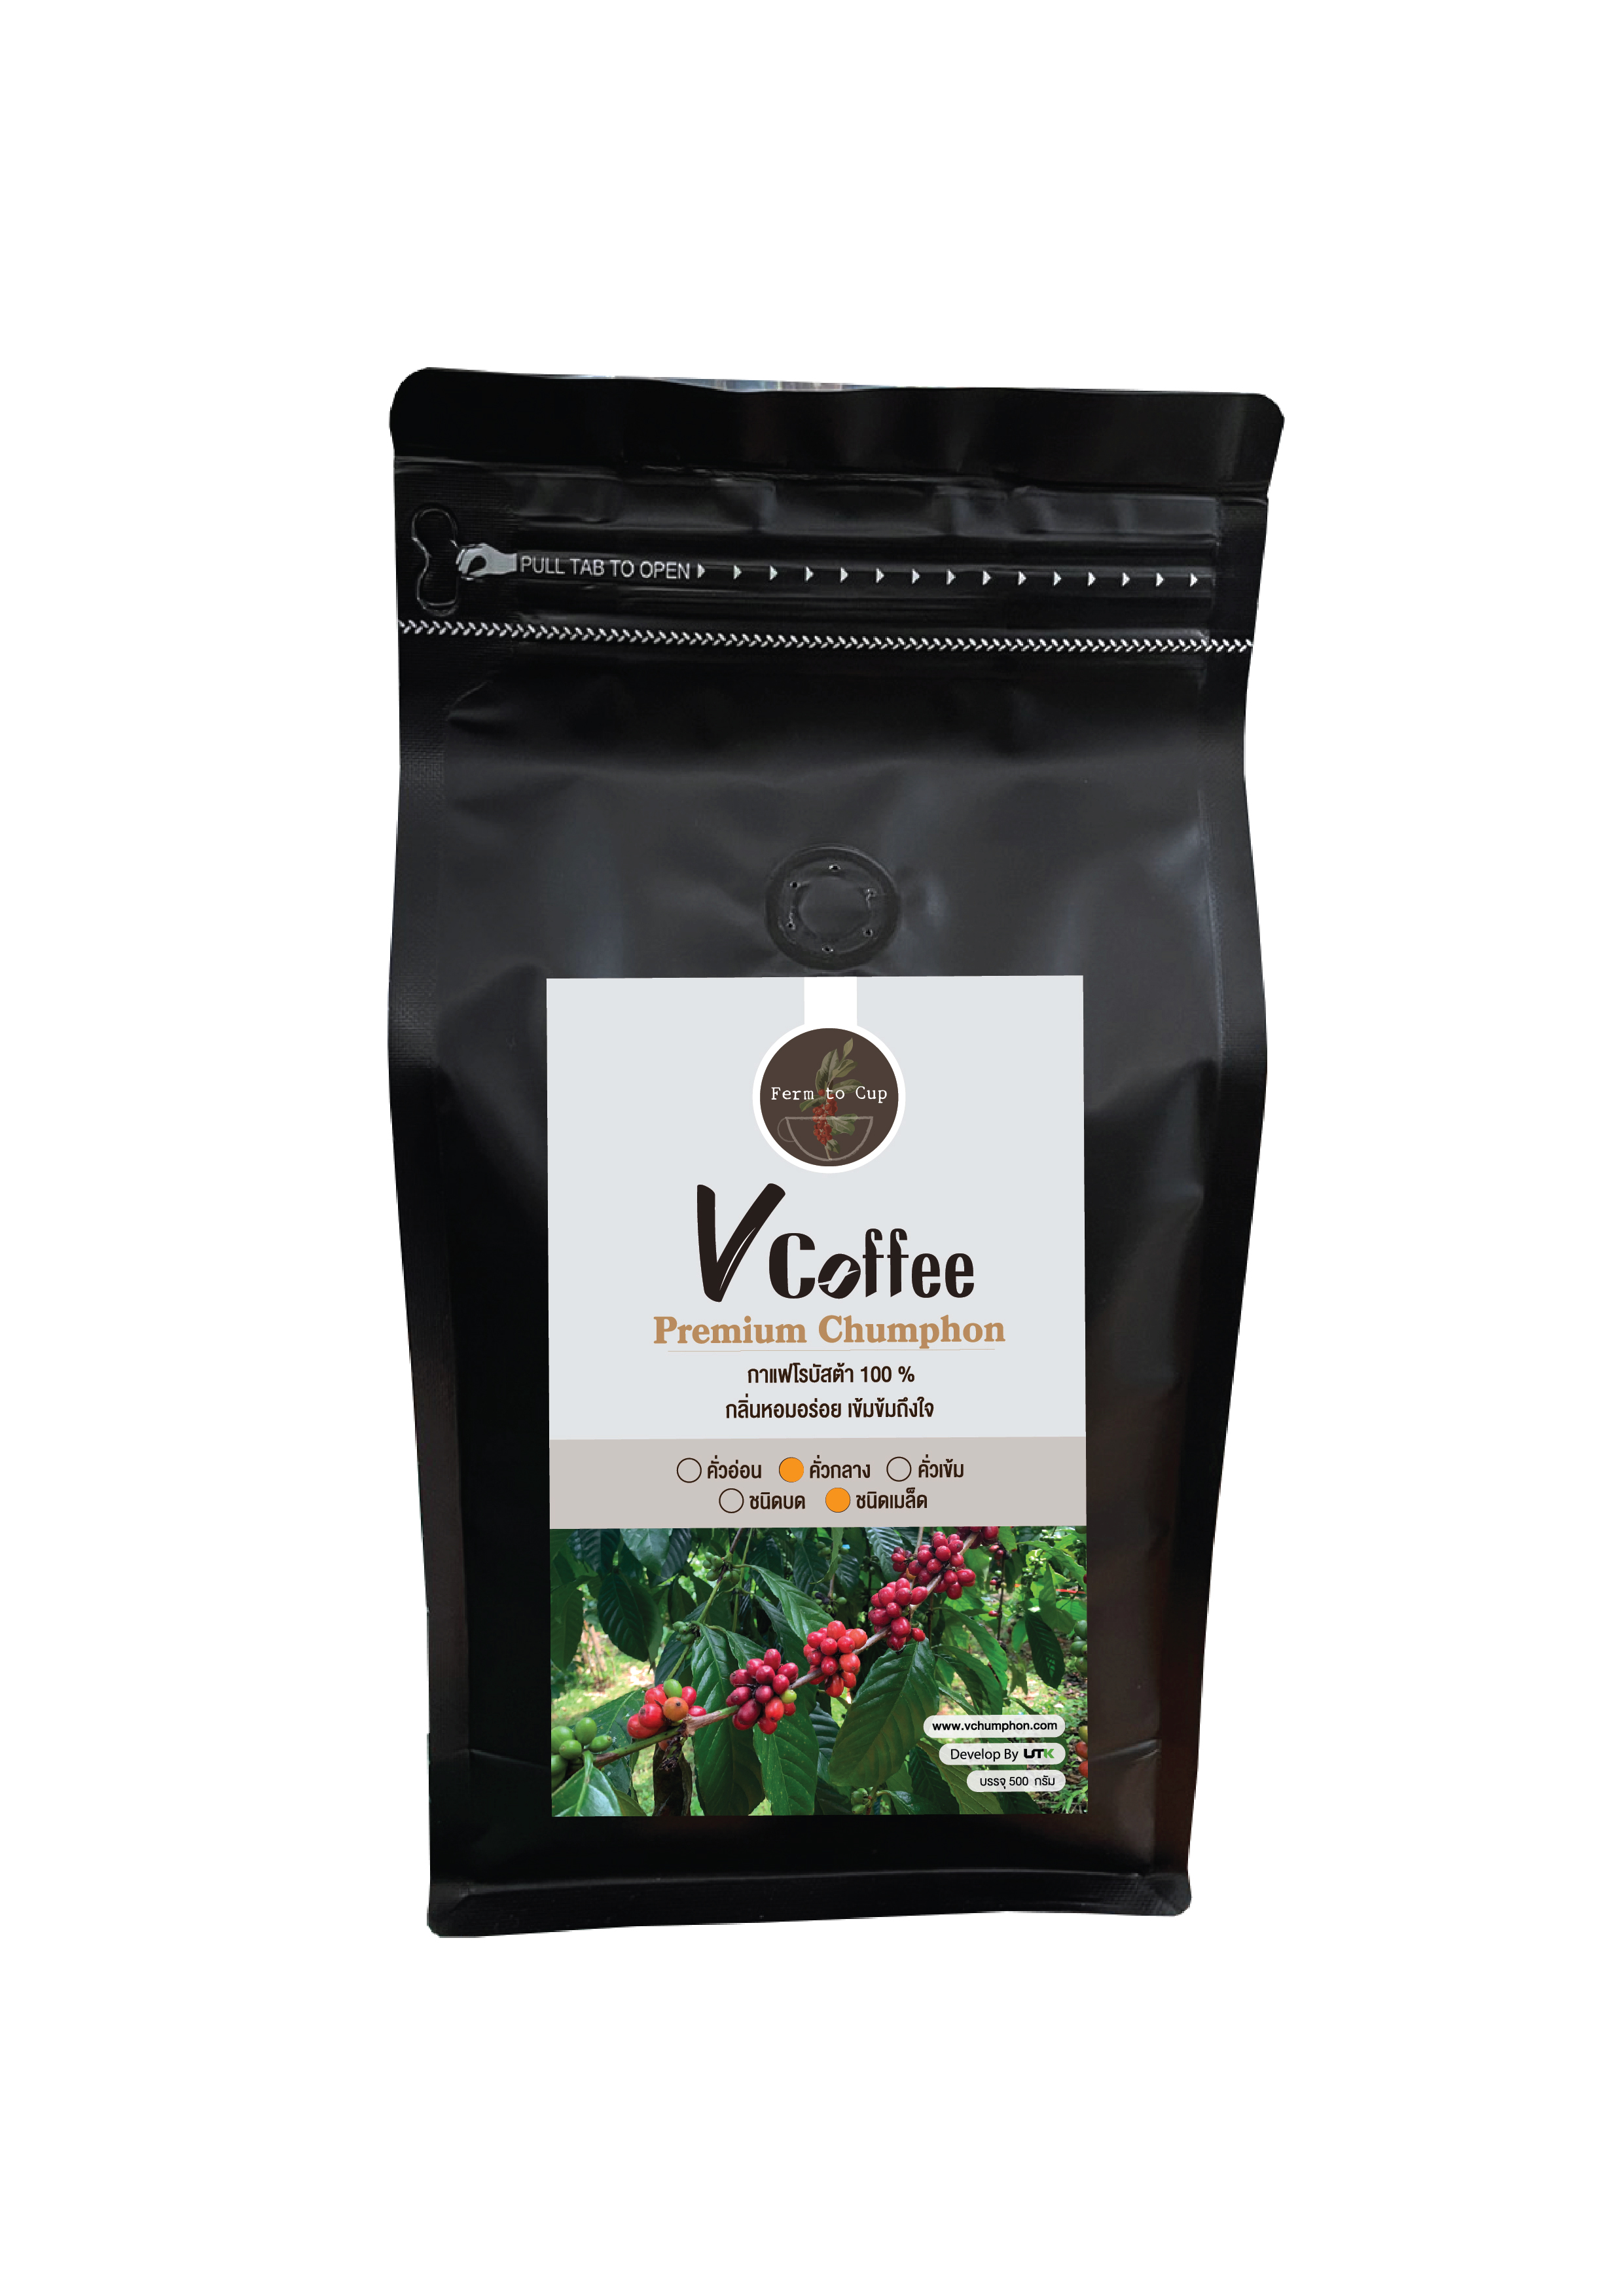 PULL TAB TO OPEN
Ferm to Cup
V Coffee
Premium Chumphon
กาแฟโรบัสต้า 100 %
กลิ่นหอมอร่อย เข้มข้มถึงใจ
คั่วอ่อน คั่วกลาง คั่วเข้ม
ชนิดบด ชนิดเมล็ด
www.vchumphon.com
Develop By UTK
บรรจุ 500 กรัม